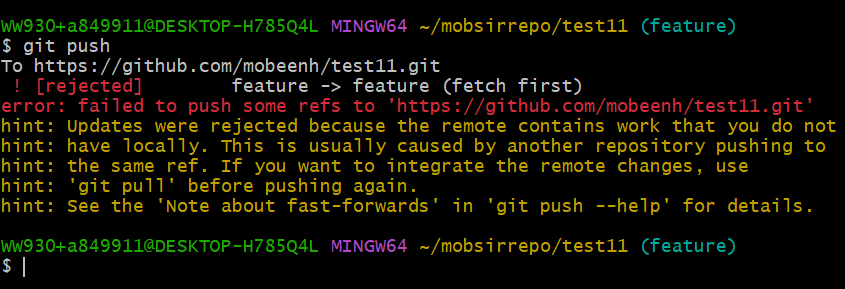 WW930+a849911@DESKTOP-H785Q4L MINGW64 ~/mobsirrepo/test11 (feature)
$ git push
To https://github.com/mobeenh/test11.git
 ! [rejected]        feature -> feature (fetch first)
error: failed to push some refs to 'https://github.com/mobeenh/test11.git'
hint: Updates were rejected because the remote contains work that you do not
hint: have locally. This is usually caused by another repository pushing to
hint: the same ref. If you want to integrate the remote changes, use
hint: 'git pull' before pushing again.
hint: See the 'Note about fast-forwards' in 'git push --help' for details.
WW930+a849911@DESKTOP-H785Q4L MINGW64 ~/mobsirrepo/test11 (feature)
$